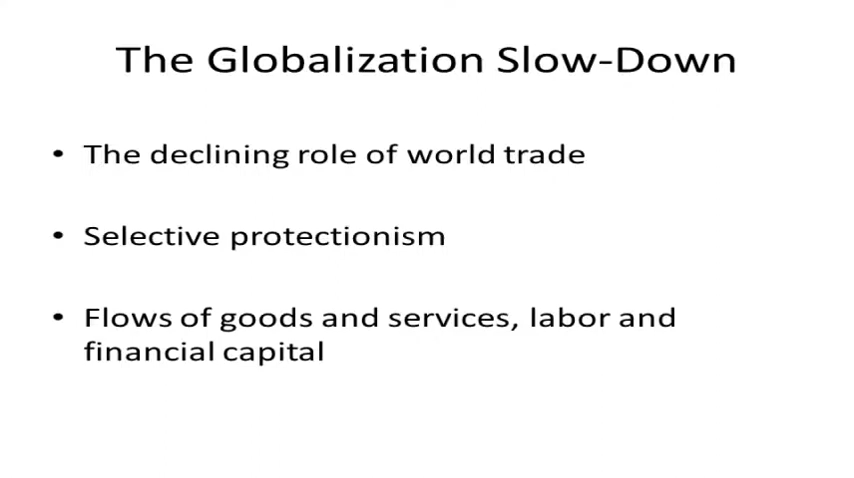 The Globalization Slow-Down
• The declining role of world trade
• Selective protectionism
• Flows of goods and services, labor and
financial capital